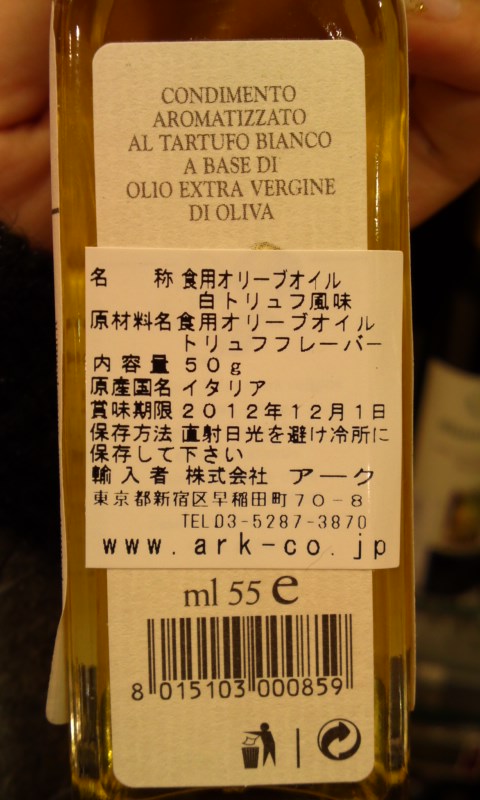 CONDIMENTO
AROMATIZZATO
AL TARTUFO BIANCO
A BASE DI
OLIO EXTRA VERGINE
DI OLIVA
名 称 食用オリーブオイル
白トリュフ風味
原材料名 食用オリーブオイル
トリュフフレーバー
内容量 50g
原産国名 イタリア
賞味期限 2012年12月1日
保存方法 直射日光を避け冷所に
保存して下さい
輸入者 株式会社 アーク
東京都新宿区早稲田町70-8
TEL03-5287-3870
www.ark-co.jp
ml 55 e
8 015103 000859